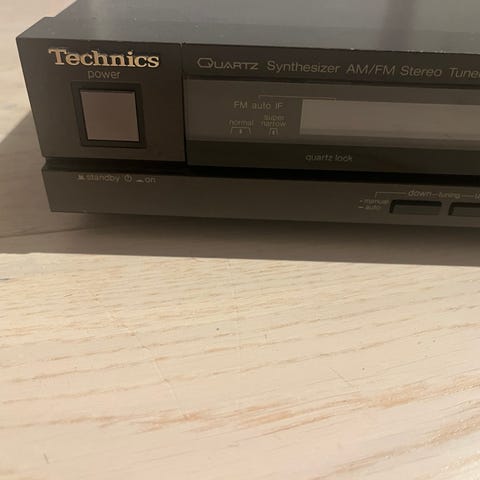 Technics
power
QUARTZ Synthesizer AM/FM Stereo Tuner
FM auto IF
normal super narrow
quartz lock
standby on
down tuning
manual
auto